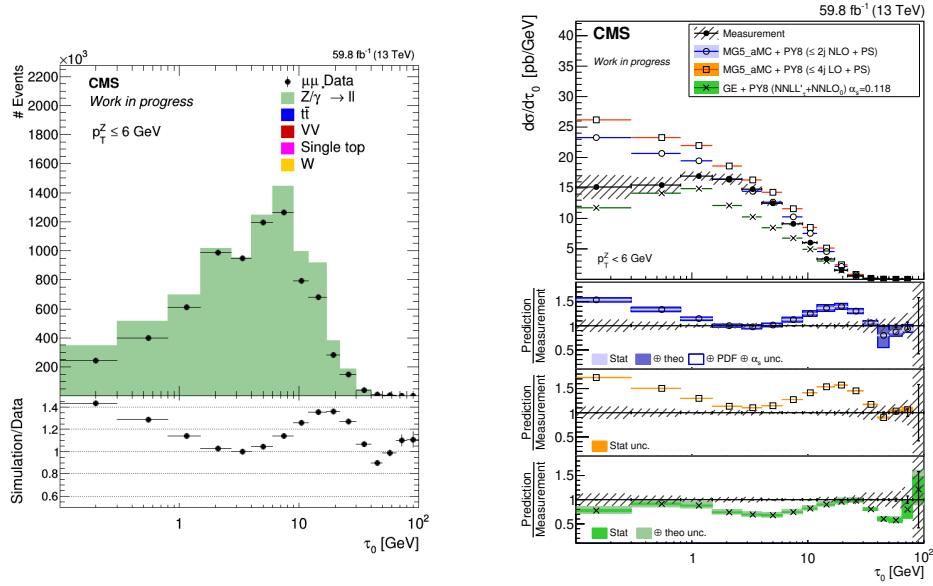 59.8 fb⁻¹ (13 TeV)
×10³
# Events
2200
2000
1800
1600
1400
1200
1000
800
600
400
200
CMS
Work in progress
p_T^Z ≤ 6 GeV
μμ Data
Z/γ* → ll
tt̄
VV
Single top
W
Simulation/Data
1.4
1.2
1
0.8
0.6
1
10
10²
τ₀ [GeV]
59.8 fb⁻¹ (13 TeV)
dσ/dτ₀ [pb/GeV]
40
35
30
25
20
15
10
5
CMS
Work in progress
Measurement
MG5_aMC + PY8 (≤ 2j NLO + PS)
MG5_aMC + PY8 (≤ 4j LO + PS)
GE + PY8 (NNLL'_τ+NNLO₀) α_s=0.118
p_T^Z < 6 GeV
Prediction
Measurement
1.5
1
0.5
Stat
⊕ theo
⊕ PDF ⊕ α_s unc.
Prediction
Measurement
1.5
1
0.5
Stat unc.
Prediction
Measurement
1.5
1
0.5
Stat
⊕ theo unc.
1
10
10²
τ₀ [GeV]